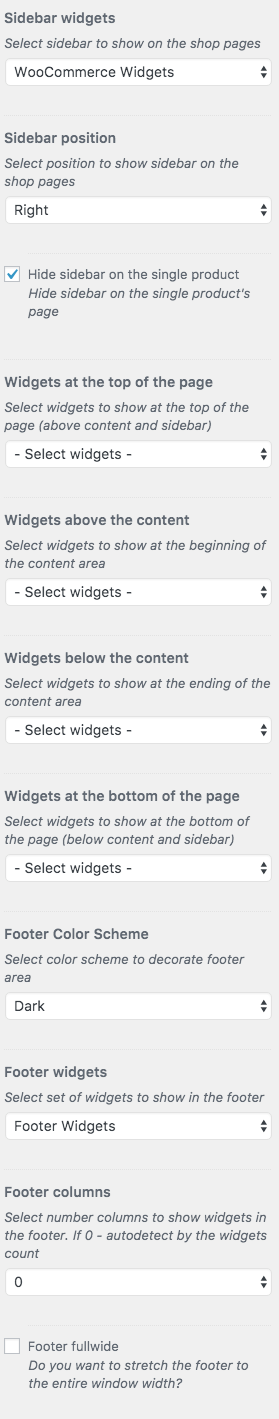 Sidebar widgets
Select sidebar to show on the shop pages
WooCommerce Widgets
Sidebar position
Select position to show sidebar on the
shop pages
Right
Hide sidebar on the single product
Hide sidebar on the single product's
page
Widgets at the top of the page
Select widgets to show at the top of the
page (above content and sidebar)
- Select widgets -
Widgets above the content
Select widgets to show at the beginning of
the content area
- Select widgets -
Widgets below the content
Select widgets to show at the ending of the
content area
- Select widgets -
Widgets at the bottom of the page
Select widgets to show at the bottom of
the page (below content and sidebar)
- Select widgets -
Footer Color Scheme
Select color scheme to decorate footer
area
Dark
Footer widgets
Select set of widgets to show in the footer
Footer Widgets
Footer columns
Select number columns to show widgets in
the footer. If 0 - autodetect by the widgets
count
0
Footer fullwide
Do you want to stretch the footer to
the entire window width?